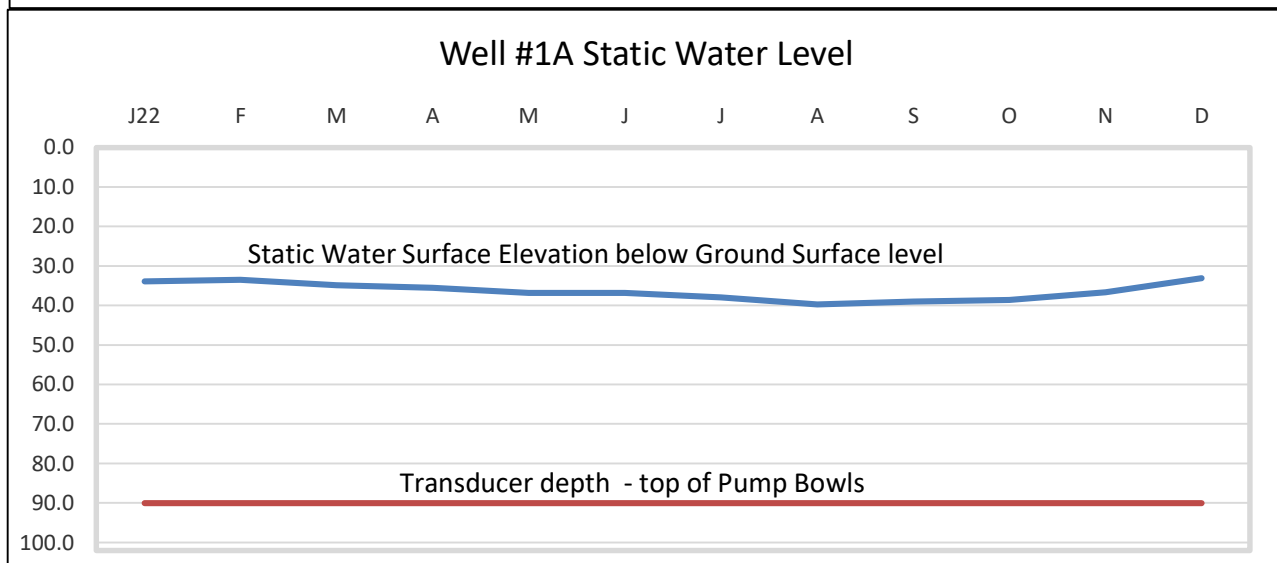 Well #1A Static Water Level
J22 F M A M J J A S O N D
0.0
10.0
20.0
Static Water Surface Elevation below Ground Surface level
30.0
40.0
50.0
60.0
70.0
80.0
Transducer depth - top of Pump Bowls
90.0
100.0